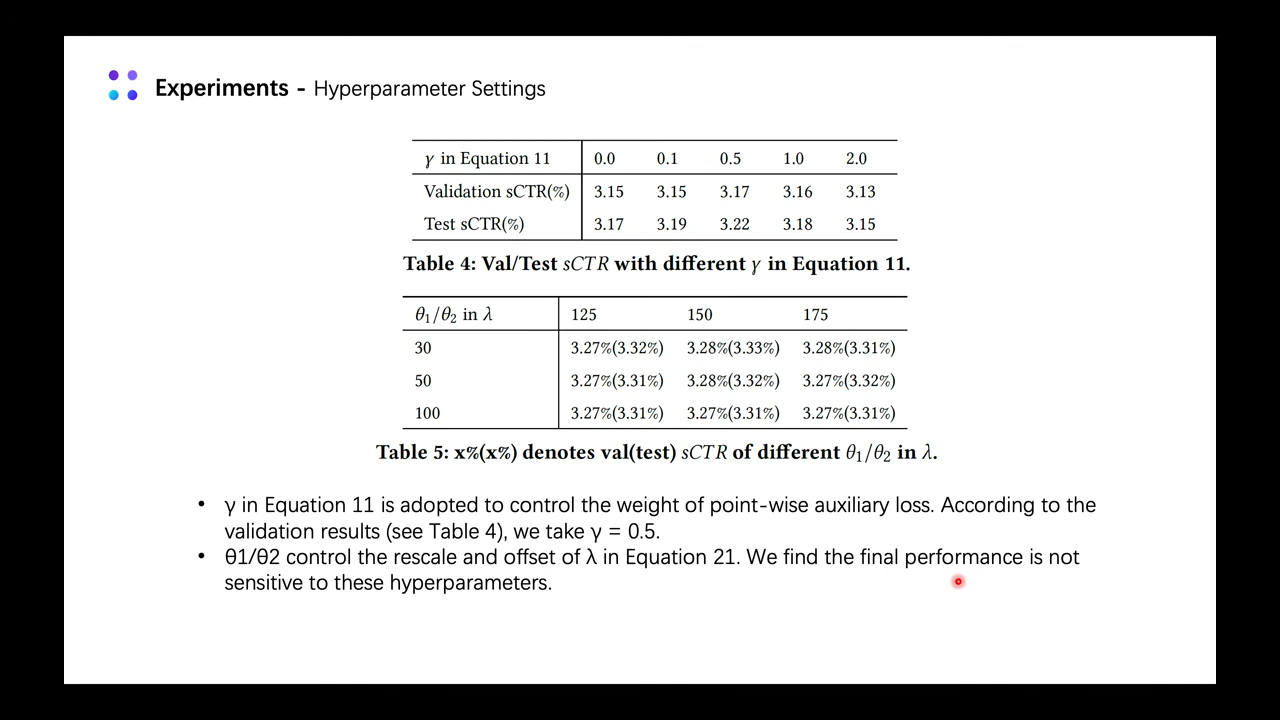 Experiments - Hyperparameter Settings
γ in Equation 11 0.0 0.1 0.5 1.0 2.0
Validation sCTR(%) 3.15 3.15 3.17 3.16 3.13
Test sCTR(%) 3.17 3.19 3.22 3.18 3.15
Table 4: Val/Test sCTR with different γ in Equation 11.
θ₁/θ₂ in λ 125 150 175
30 3.27%(3.32%) 3.28%(3.33%) 3.28%(3.31%)
50 3.27%(3.31%) 3.28%(3.32%) 3.27%(3.32%)
100 3.27%(3.31%) 3.27%(3.31%) 3.27%(3.31%)
Table 5: x%(x%) denotes val(test) sCTR of different θ₁/θ₂ in λ.
• γ in Equation 11 is adopted to control the weight of point-wise auxiliary loss. According to the
validation results (see Table 4), we take γ = 0.5.
• θ1/θ2 control the rescale and offset of λ in Equation 21. We find the final performance is not
sensitive to these hyperparameters.